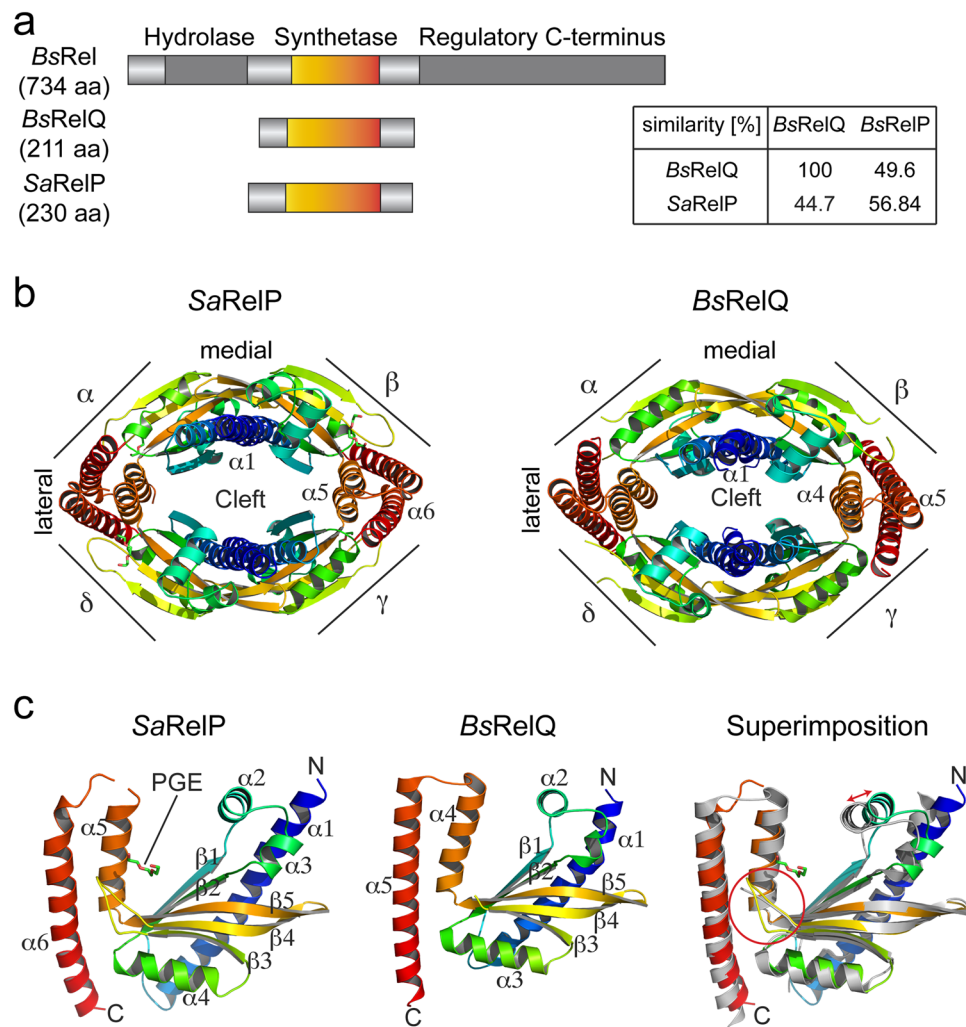 a
Hydrolase Synthetase Regulatory C-terminus
BsRel
(734 aa)
BsRelQ
(211 aa)
SaRelP
(230 aa)
similarity [%] BsRelQ BsRelP
BsRelQ 100 49.6
SaRelP 44.7 56.84
b
SaRelP BsRelQ
medial medial
α β α β
α1 α1
lateral Cleft α5 α6 lateral Cleft α4 α5
δ γ δ γ
c
SaRelP BsRelQ Superimposition
PGE α2 N α2 N N
α5 α1 α4 α1
β1 α3 β1
β2 β5 β2 β5
α6 β4 α5 β4
β3 β3
α4 α3
C C C